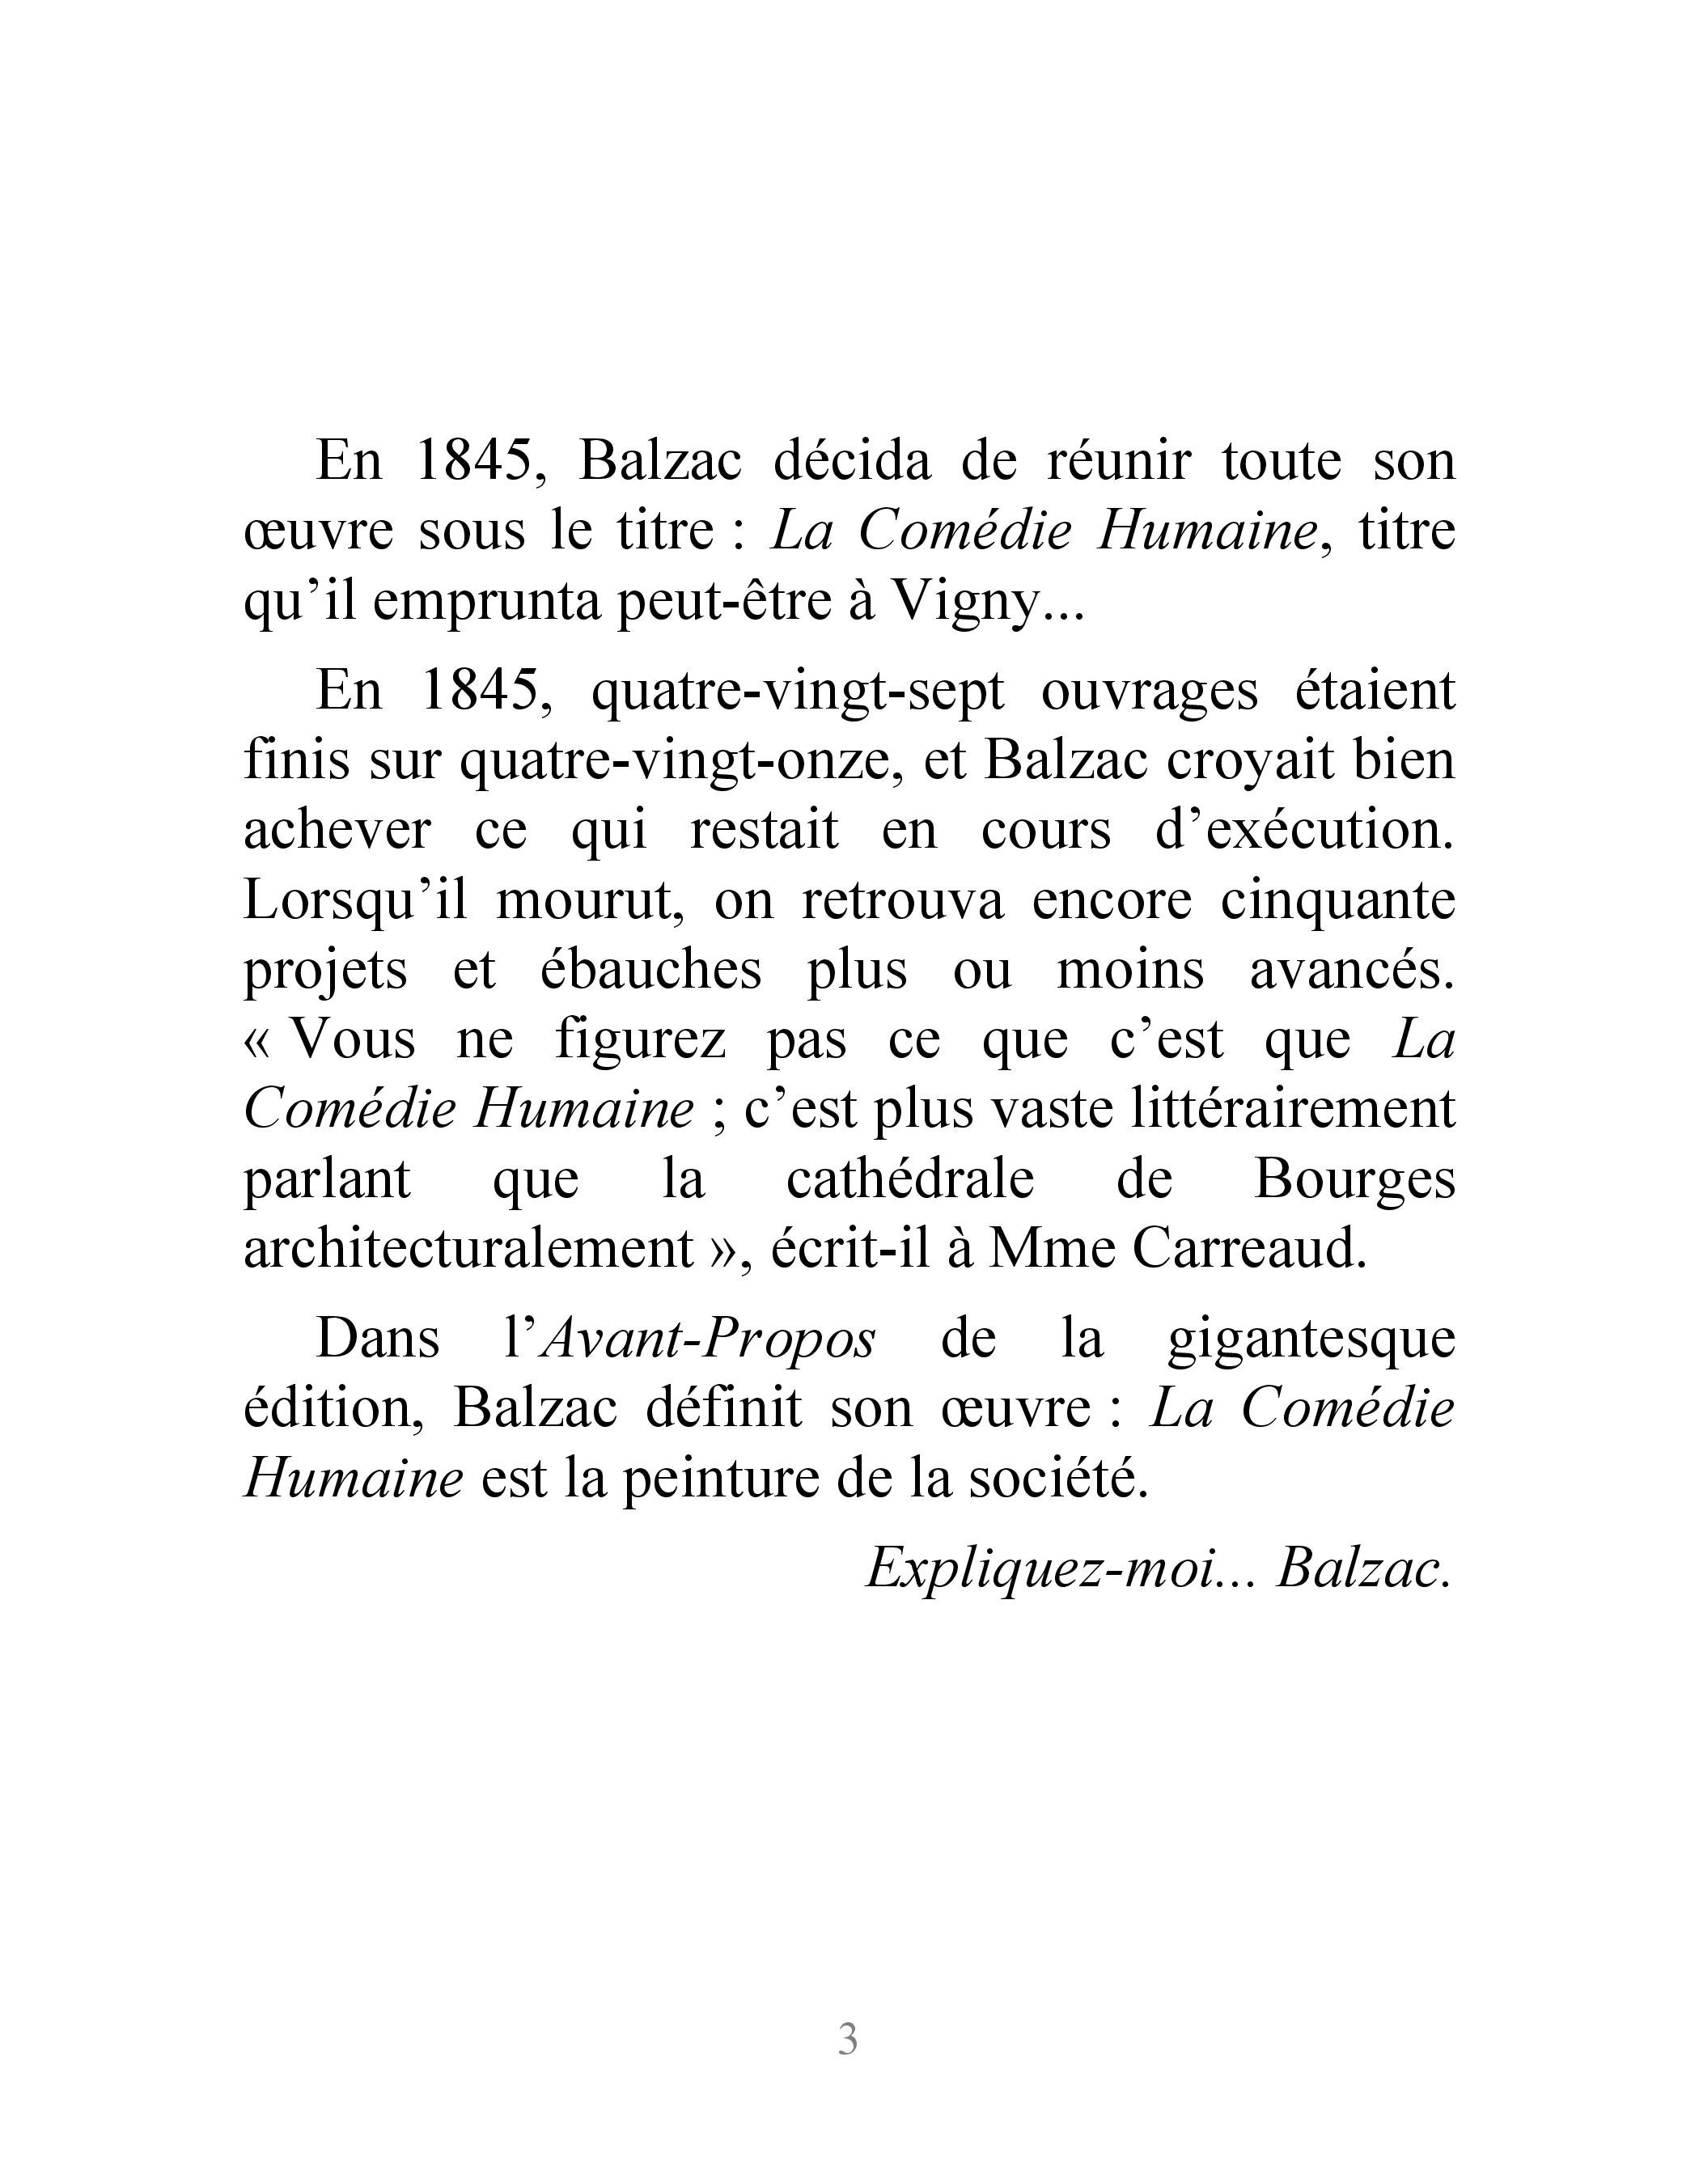 En 1845, Balzac décida de réunir toute son
œuvre sous le titre : La Comédie Humaine, titre
qu’il emprunta peut-être à Vigny...
En 1845, quatre-vingt-sept ouvrages étaient
finis sur quatre-vingt-onze, et Balzac croyait bien
achever ce qui restait en cours d’exécution.
Lorsqu’il mourut, on retrouva encore cinquante
projets et ébauches plus ou moins avancés.
« Vous ne figurez pas ce que c’est que La
Comédie Humaine ; c’est plus vaste littérairement
parlant que la cathédrale de Bourges
architecturalement », écrit-il à Mme Carreaud.
Dans l’Avant-Propos de la gigantesque
édition, Balzac définit son œuvre : La Comédie
Humaine est la peinture de la société.
Expliquez-moi... Balzac.
3